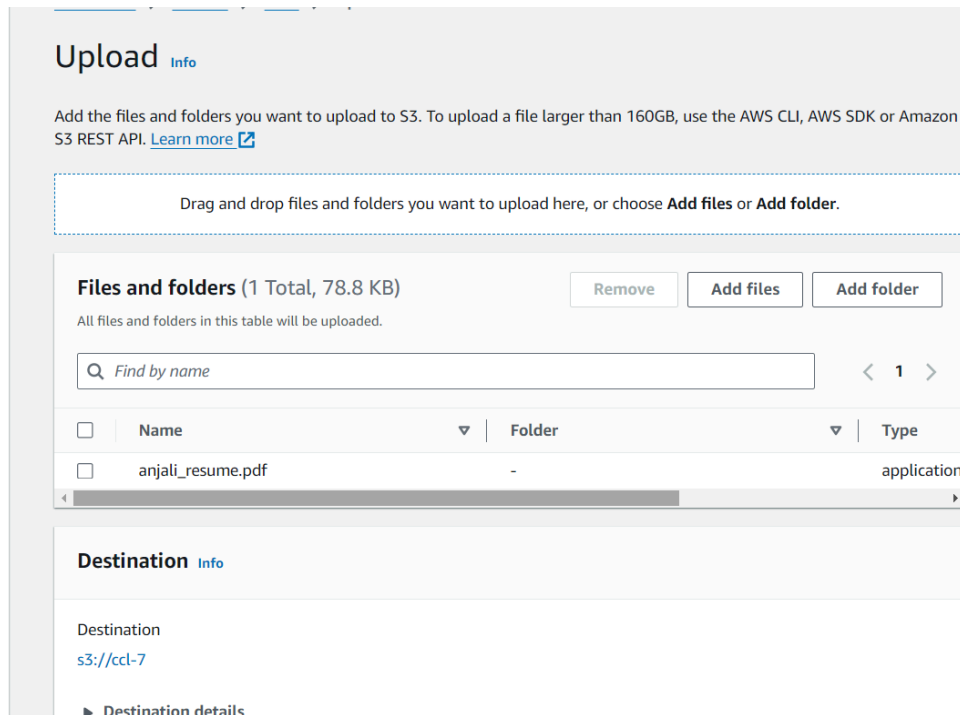 Upload Info
Add the files and folders you want to upload to S3. To upload a file larger than 160GB, use the AWS CLI, AWS SDK or Amazon
S3 REST API. Learn more
Drag and drop files and folders you want to upload here, or choose Add files or Add folder.
Files and folders (1 Total, 78.8 KB)
Remove
Add files
Add folder
All files and folders in this table will be uploaded.
Find by name
1
Name
Folder
Type
anjali_resume.pdf
-
application
Destination Info
Destination
s3://ccl-7
Destination details